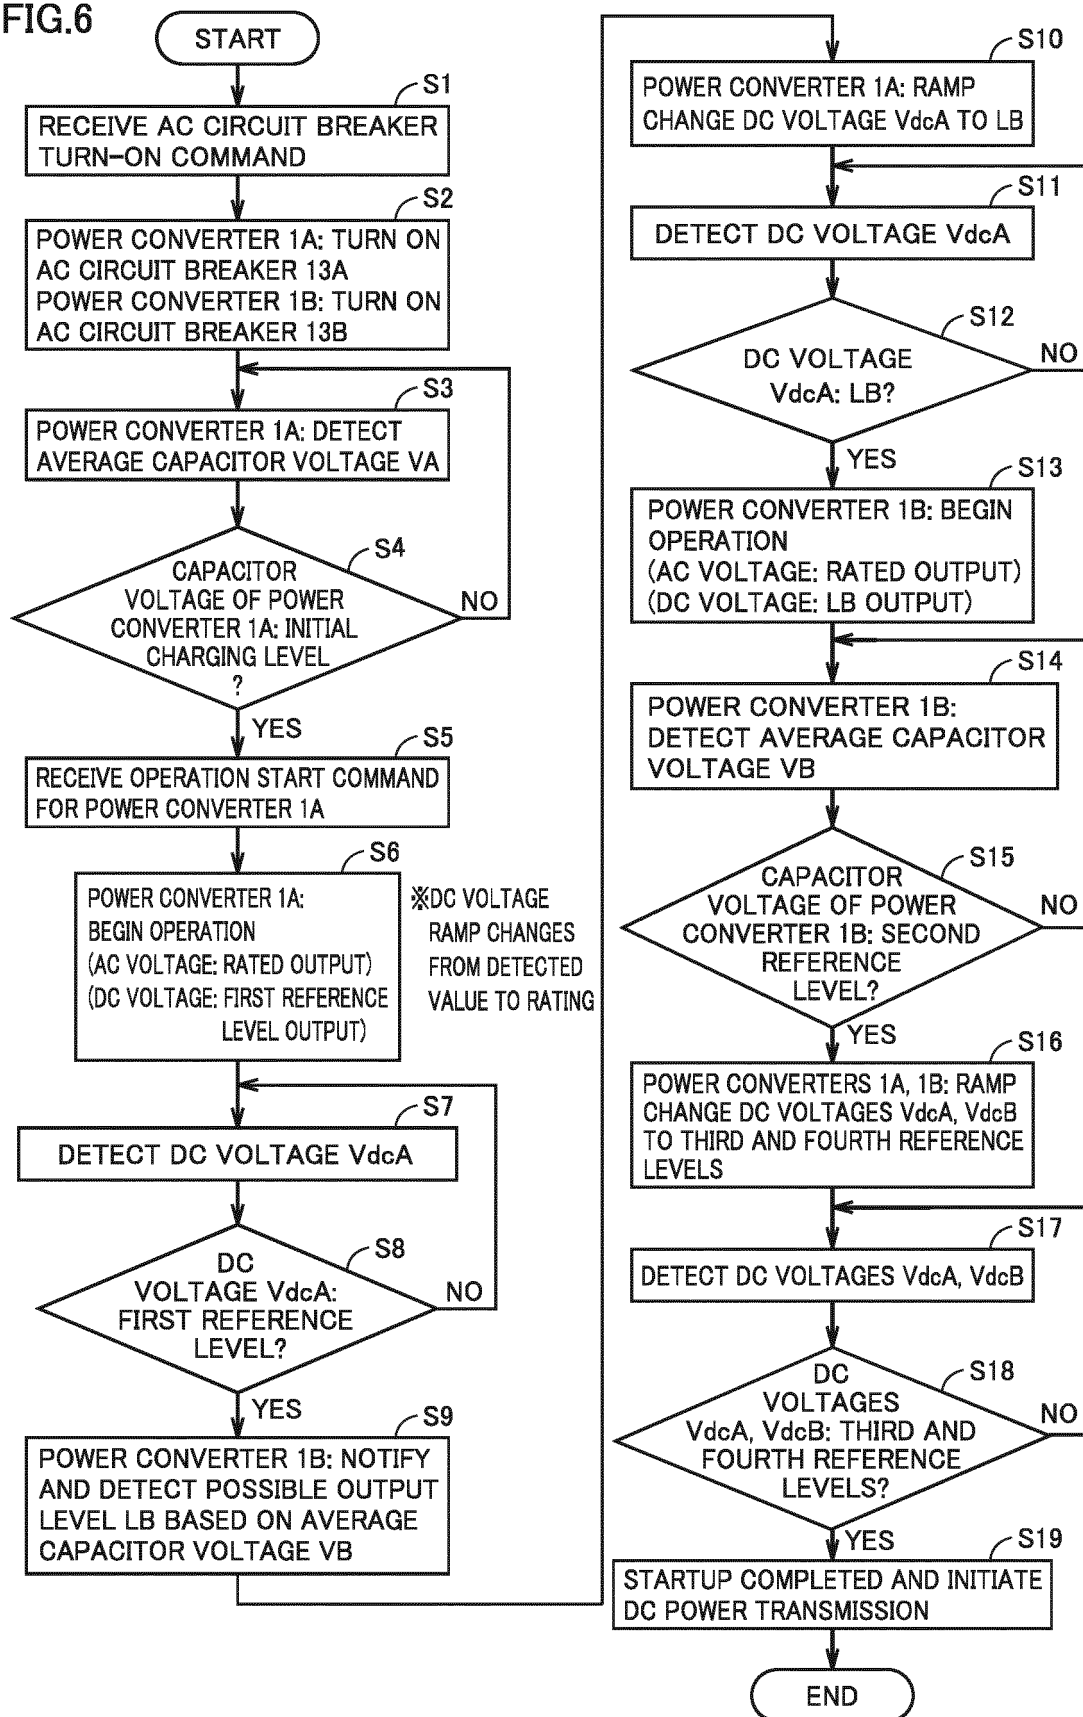 FIG.6
START
S1
RECEIVE AC CIRCUIT BREAKER
TURN-ON COMMAND
S2
POWER CONVERTER 1A: TURN ON
AC CIRCUIT BREAKER 13A
POWER CONVERTER 1B: TURN ON
AC CIRCUIT BREAKER 13B
S3
POWER CONVERTER 1A: DETECT
AVERAGE CAPACITOR VOLTAGE VA
S4
CAPACITOR
VOLTAGE OF POWER
CONVERTER 1A: INITIAL
CHARGING LEVEL
?
NO
YES
S5
RECEIVE OPERATION START COMMAND
FOR POWER CONVERTER 1A
S6
POWER CONVERTER 1A:
BEGIN OPERATION
(AC VOLTAGE: RATED OUTPUT)
(DC VOLTAGE: FIRST REFERENCE
LEVEL OUTPUT)
※DC VOLTAGE
RAMP CHANGES
FROM DETECTED
VALUE TO RATING
S7
DETECT DC VOLTAGE VdcA
S8
DC
VOLTAGE VdcA:
FIRST REFERENCE
LEVEL?
NO
YES
S9
POWER CONVERTER 1B: NOTIFY
AND DETECT POSSIBLE OUTPUT
LEVEL LB BASED ON AVERAGE
CAPACITOR VOLTAGE VB
S10
POWER CONVERTER 1A: RAMP
CHANGE DC VOLTAGE VdcA TO LB
S11
DETECT DC VOLTAGE VdcA
S12
DC VOLTAGE
VdcA: LB?
NO
YES
S13
POWER CONVERTER 1B: BEGIN
OPERATION
(AC VOLTAGE: RATED OUTPUT)
(DC VOLTAGE: LB OUTPUT)
S14
POWER CONVERTER 1B:
DETECT AVERAGE CAPACITOR
VOLTAGE VB
S15
CAPACITOR
VOLTAGE OF POWER
CONVERTER 1B: SECOND
REFERENCE
LEVEL?
NO
YES
S16
POWER CONVERTERS 1A, 1B: RAMP
CHANGE DC VOLTAGES VdcA, VdcB
TO THIRD AND FOURTH REFERENCE
LEVELS
S17
DETECT DC VOLTAGES VdcA, VdcB
S18
DC
VOLTAGES
VdcA, VdcB: THIRD AND
FOURTH REFERENCE
LEVELS?
NO
YES
S19
STARTUP COMPLETED AND INITIATE
DC POWER TRANSMISSION
END